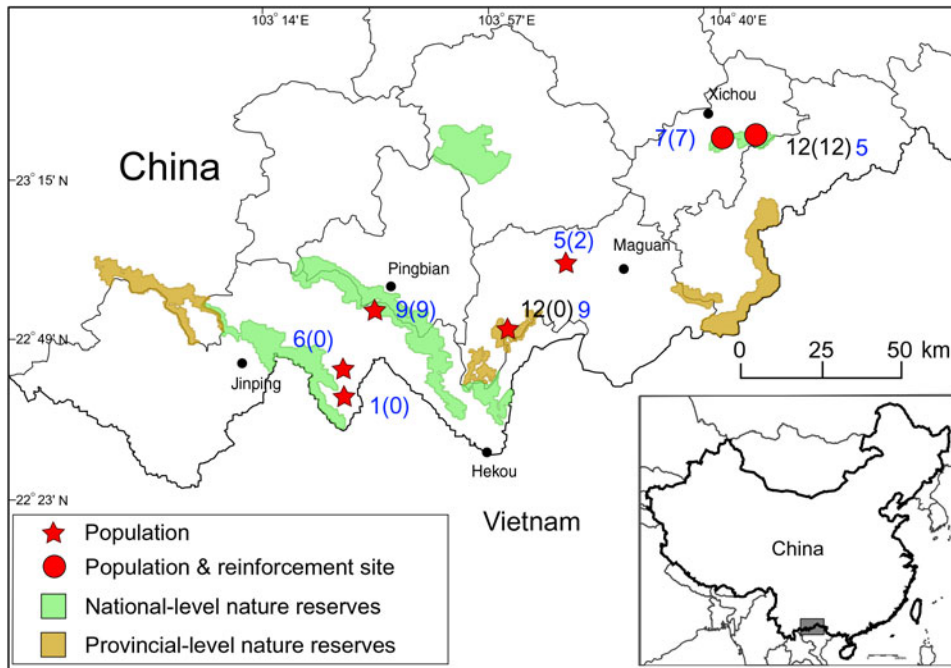 103°14′E 103°57′E 104°40′E
Xichou
7(7) 12(12) 5
China
23°15′N
5(2)
Maguan
Pingbian
9(9) 12(0) 9
22°49′N
6(0)
0 25 50 km
Jinping
1(0)
Hekou
22°23′N
Vietnam
Population
Population & reinforcement site
National-level nature reserves
Provincial-level nature reserves
China